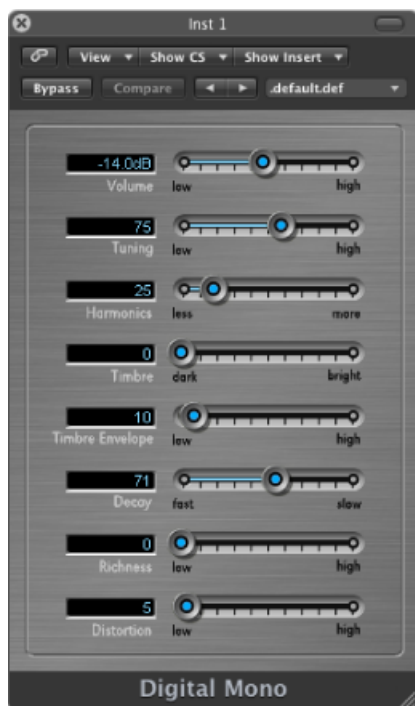 Inst 1
View Show CS Show Insert
Bypass Compare .default.def
-14.0dB
Volume low high
75
Tuning low high
25
Harmonics less more
0
Timbre dark bright
10
Timbre Envelope low high
71
Decay fast slow
0
Richness low high
5
Distortion low high
Digital Mono